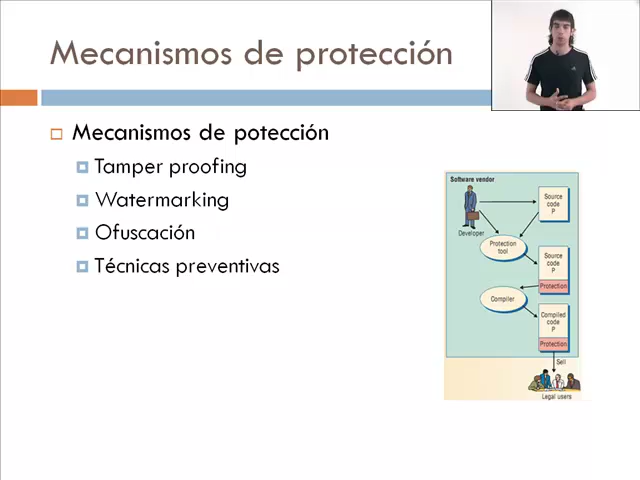 Mecanismos de protección
Mecanismos de potección
Tamper proofing
Watermarking
Ofuscación
Técnicas preventivas
Software vendor
Developer
Source
code
P
Protection
tool
Source
code
P
Protection
Compiler
Compiled
code
P
Protection
Sell
Legal users